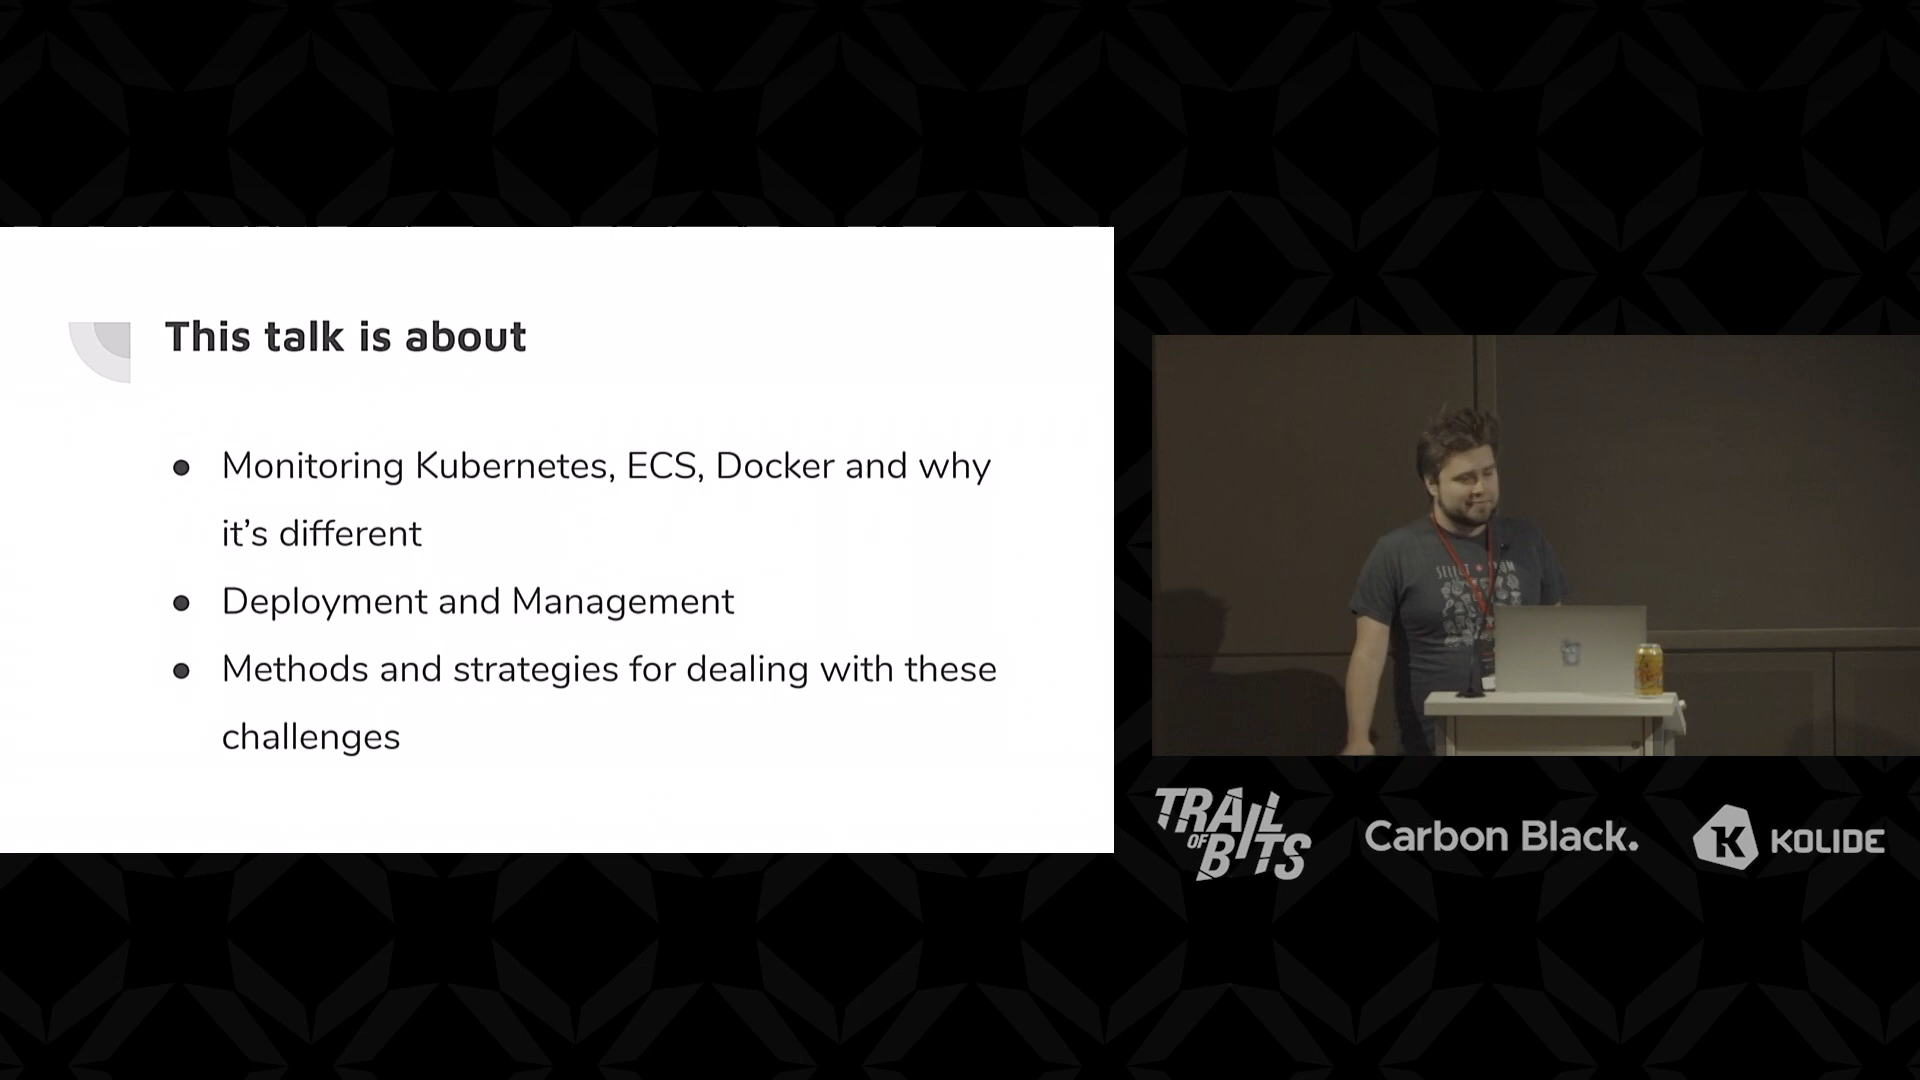 This talk is about
● Monitoring Kubernetes, ECS, Docker and why
it’s different
● Deployment and Management
● Methods and strategies for dealing with these
challenges
TRAIL
OF
BITS
Carbon Black.
K KOLIDE